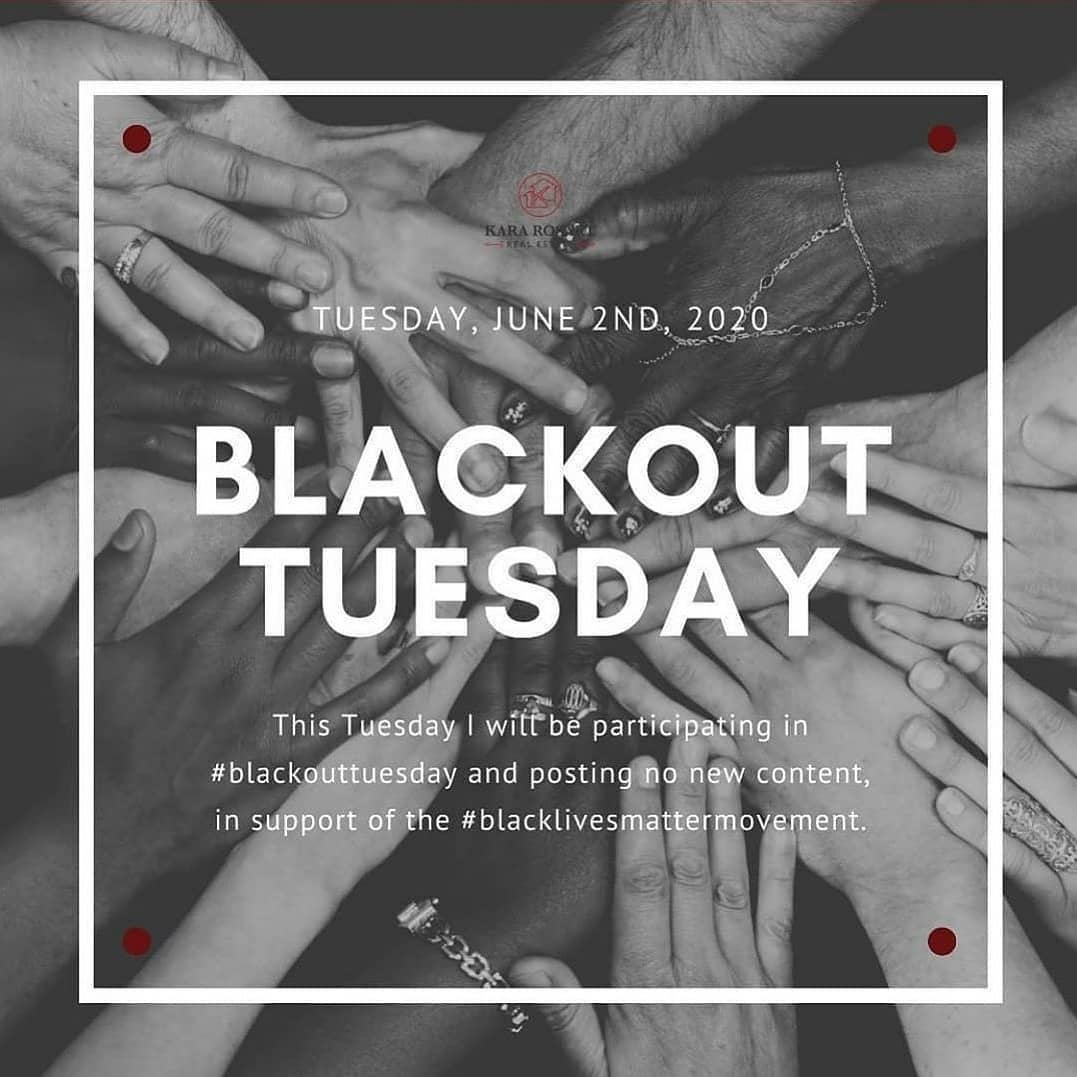 KARA
REAL
TUESDAY, JUNE 2ND, 2020
BLACKOUT
TUESDAY
This Tuesday I will be participating in
#blackouttuesday and posting no new content,
in support of the #blacklivesmattermovement.